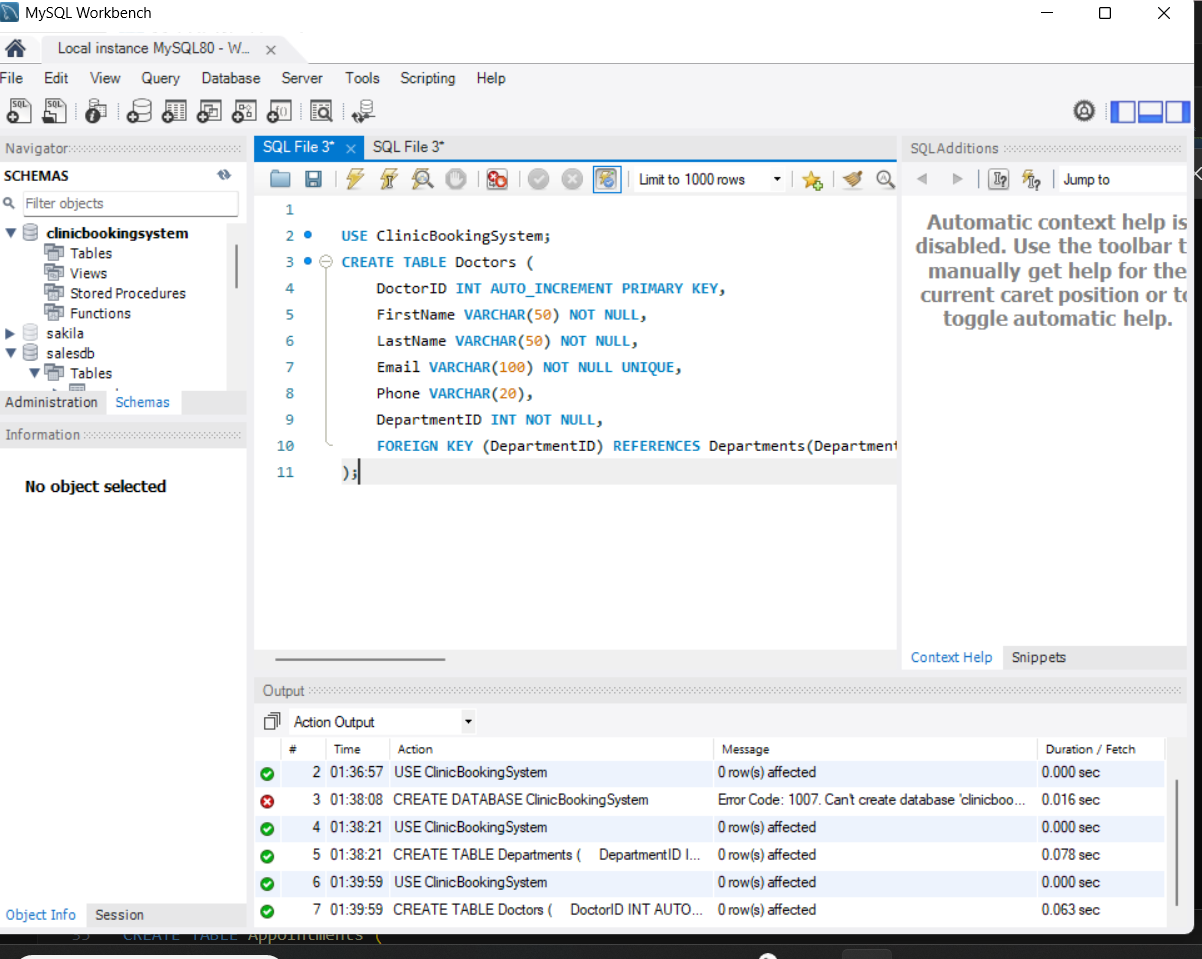 MySQL Workbench
Local instance MySQL80 - W...
File Edit View Query Database Server Tools Scripting Help
Navigator
SCHEMAS
Filter objects
clinicbookingsystem
Tables
Views
Stored Procedures
Functions
sakila
salesdb
Tables
Administration Schemas
Information
No object selected
Object Info Session
SQL File 3* SQL File 3*
Limit to 1000 rows
1
2 USE ClinicBookingSystem;
3 CREATE TABLE Doctors (
4 DoctorID INT AUTO_INCREMENT PRIMARY KEY,
5 FirstName VARCHAR(50) NOT NULL,
6 LastName VARCHAR(50) NOT NULL,
7 Email VARCHAR(100) NOT NULL UNIQUE,
8 Phone VARCHAR(20),
9 DepartmentID INT NOT NULL,
10 FOREIGN KEY (DepartmentID) REFERENCES Departments(Department
11 );
SQLAdditions
Jump to
Automatic context help is
disabled. Use the toolbar t
manually get help for the
current caret position or to
toggle automatic help.
Context Help Snippets
Output
Action Output
# Time Action Message Duration / Fetch
2 01:36:57 USE ClinicBookingSystem 0 row(s) affected 0.000 sec
3 01:38:08 CREATE DATABASE ClinicBookingSystem Error Code: 1007. Can't create database 'clinicboo... 0.016 sec
4 01:38:21 USE ClinicBookingSystem 0 row(s) affected 0.000 sec
5 01:38:21 CREATE TABLE Departments ( DepartmentID I... 0 row(s) affected 0.078 sec
6 01:39:59 USE ClinicBookingSystem 0 row(s) affected 0.000 sec
7 01:39:59 CREATE TABLE Doctors ( DoctorID INT AUTO... 0 row(s) affected 0.063 sec
CREATE TABLE Appointments (